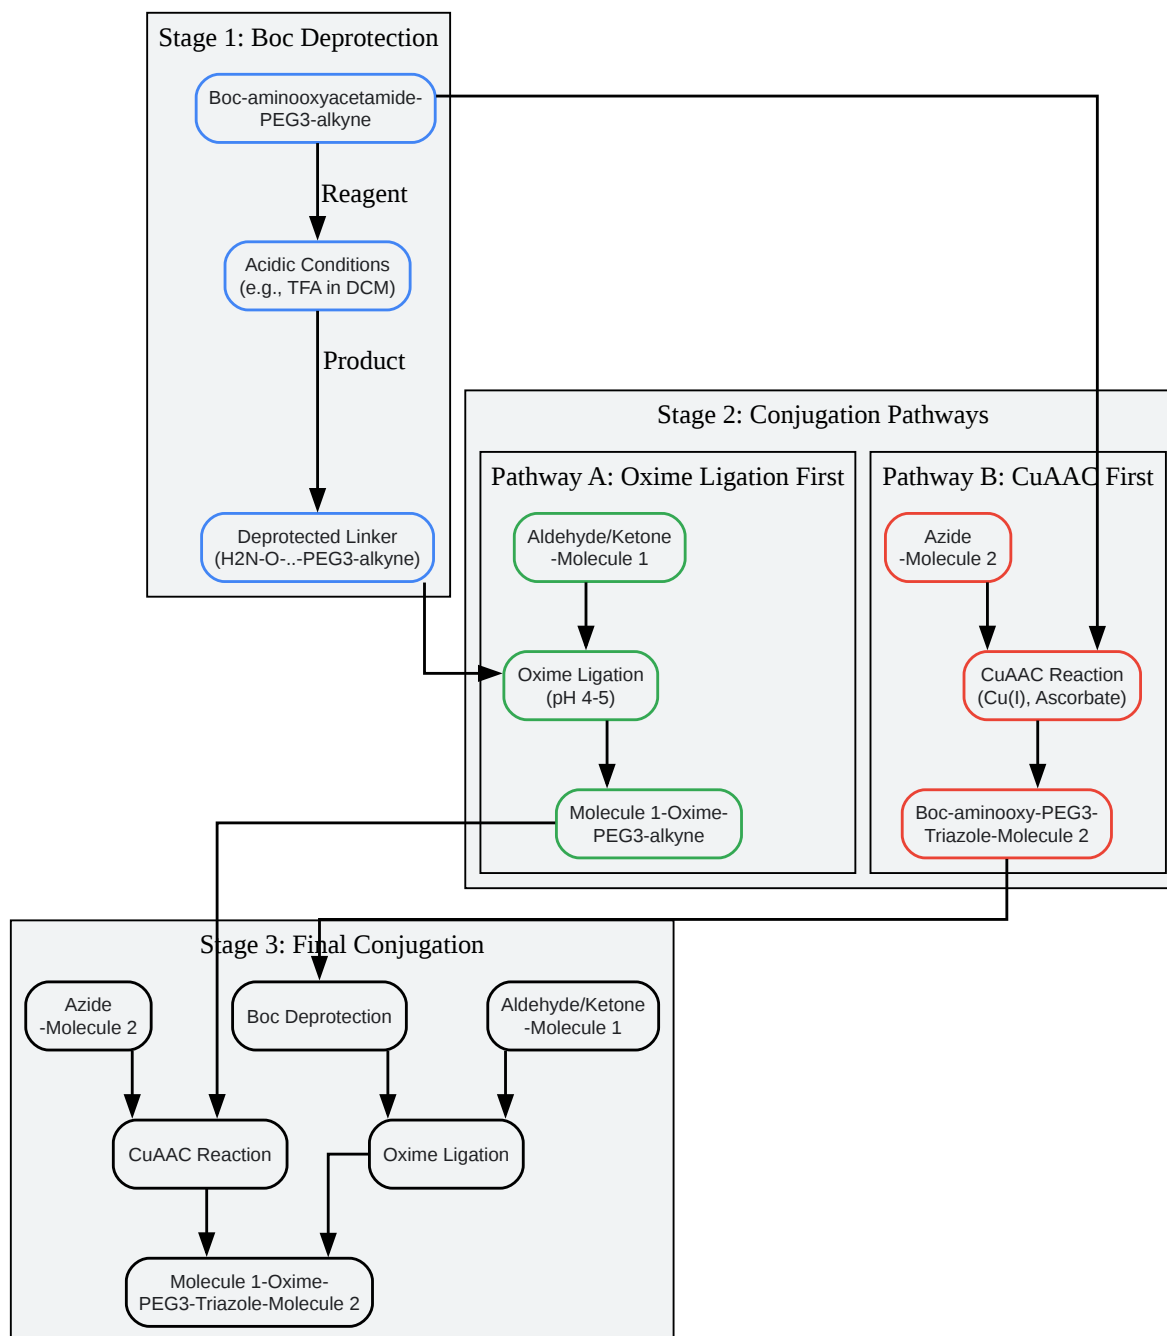 Stage 1: Boc Deprotection
Boc-aminooxyacetamide-
PEG3-alkyne
Reagent
Acidic Conditions
(e.g., TFA in DCM)
Product
Deprotected Linker
(H2N-O-..-PEG3-alkyne)
Stage 2: Conjugation Pathways
Pathway A: Oxime Ligation First
Aldehyde/Ketone
-Molecule 1
Oxime Ligation
(pH 4-5)
Molecule 1-Oxime-
PEG3-alkyne
Pathway B: CuAAC First
Azide
-Molecule 2
CuAAC Reaction
(Cu(I), Ascorbate)
Boc-aminooxy-PEG3-
Triazole-Molecule 2
Stage 3: Final Conjugation
Azide
-Molecule 2
Boc Deprotection
Aldehyde/Ketone
-Molecule 1
CuAAC Reaction
Oxime Ligation
Molecule 1-Oxime-
PEG3-Triazole-Molecule 2